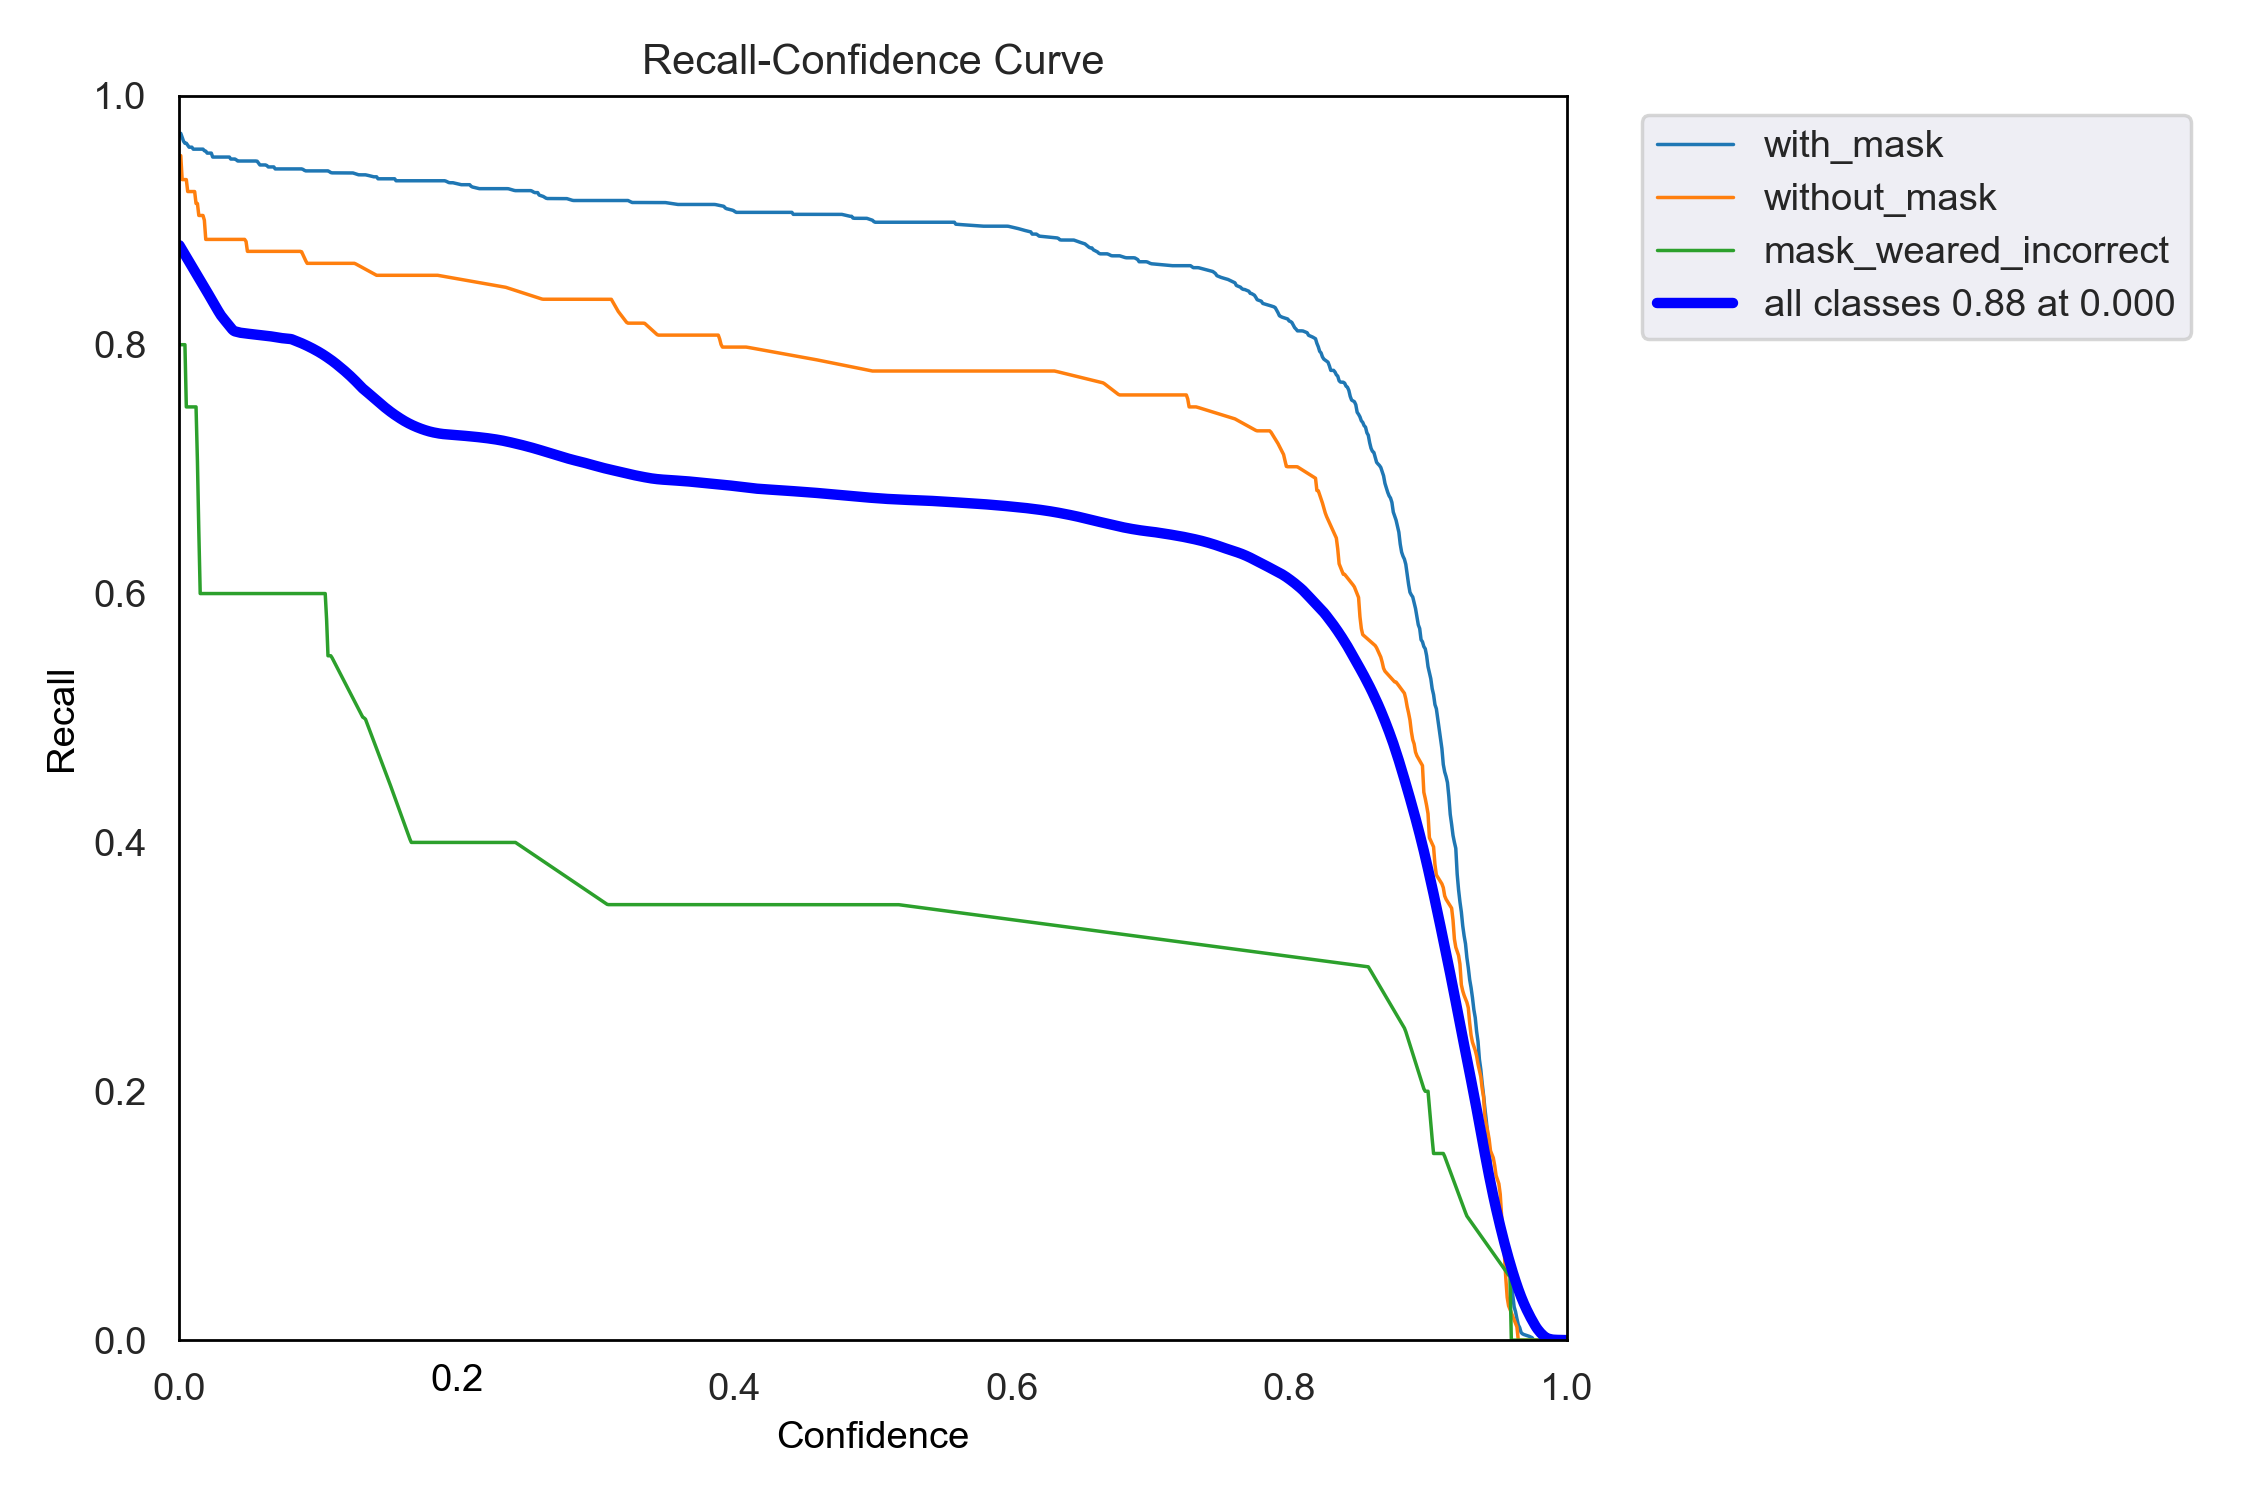 Recall-Confidence Curve
1.0
0.8
0.6
0.4
0.2
0.0
Recall
0.0 0.2 0.4 0.6 0.8 1.0
Confidence
with_mask
without_mask
mask_weared_incorrect
all classes 0.88 at 0.000